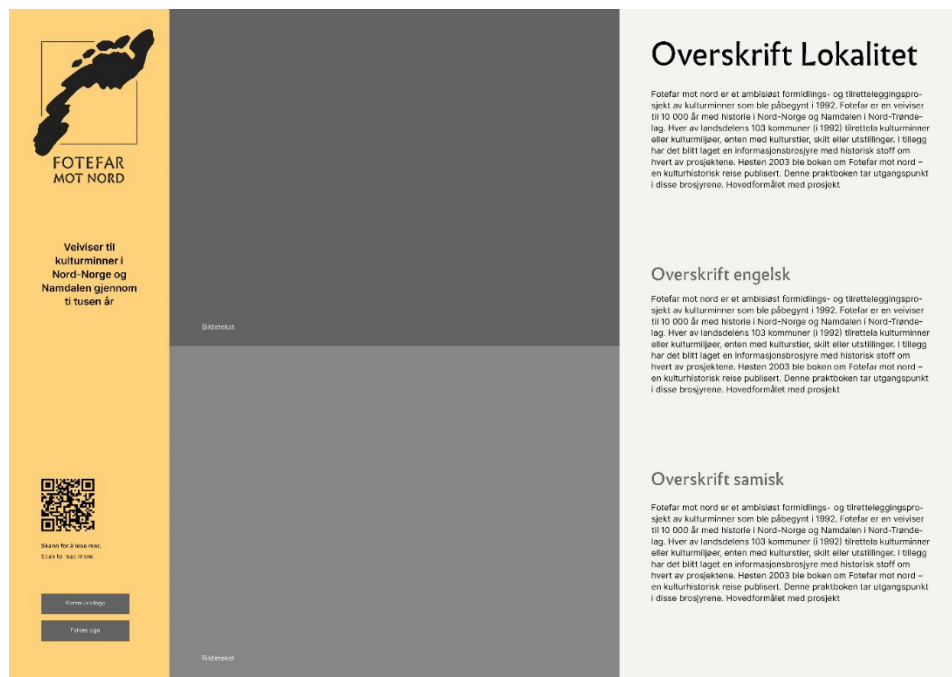 FOTEFAR
MOT NORD
Veiviser til
kulturminner i
Nord-Norge og
Namdalen gjennom
ti tusen år
Skann for å lese mer.
Scan to read more.
Kommunelogo
Fylkeslogo
Bildetekst
Bildetekst
Overskrift Lokalitet
Fotefar mot nord er et ambisiøst formidlings- og tilretteleggingspro-
sjekt av kulturminner som ble påbegynt i 1992. Fotefar er en veiviser
til 10 000 år med historie i Nord-Norge og Namdalen i Nord-Trønde-
lag. Hver av landsdelens 103 kommuner (i 1992) tilrettela kulturminner
eller kulturmiljøer, enten med kulturstier, skilt eller utstillinger. I tillegg
har det blitt laget en informasjonsbrosjyre med historisk stoff om
hvert av prosjektene. Høsten 2003 ble boken om Fotefar mot nord –
en kulturhistorisk reise publisert. Denne praktboken tar utgangspunkt
i disse brosjyrene. Hovedformålet med prosjekt
Overskrift engelsk
Fotefar mot nord er et ambisiøst formidlings- og tilretteleggingspro-
sjekt av kulturminner som ble påbegynt i 1992. Fotefar er en veiviser
til 10 000 år med historie i Nord-Norge og Namdalen i Nord-Trønde-
lag. Hver av landsdelens 103 kommuner (i 1992) tilrettela kulturminner
eller kulturmiljøer, enten med kulturstier, skilt eller utstillinger. I tillegg
har det blitt laget en informasjonsbrosjyre med historisk stoff om
hvert av prosjektene. Høsten 2003 ble boken om Fotefar mot nord –
en kulturhistorisk reise publisert. Denne praktboken tar utgangspunkt
i disse brosjyrene. Hovedformålet med prosjekt
Overskrift samisk
Fotefar mot nord er et ambisiøst formidlings- og tilretteleggingspro-
sjekt av kulturminner som ble påbegynt i 1992. Fotefar er en veiviser
til 10 000 år med historie i Nord-Norge og Namdalen i Nord-Trønde-
lag. Hver av landsdelens 103 kommuner (i 1992) tilrettela kulturminner
eller kulturmiljøer, enten med kulturstier, skilt eller utstillinger. I tillegg
har det blitt laget en informasjonsbrosjyre med historisk stoff om
hvert av prosjektene. Høsten 2003 ble boken om Fotefar mot nord –
en kulturhistorisk reise publisert. Denne praktboken tar utgangspunkt
i disse brosjyrene. Hovedformålet med prosjekt